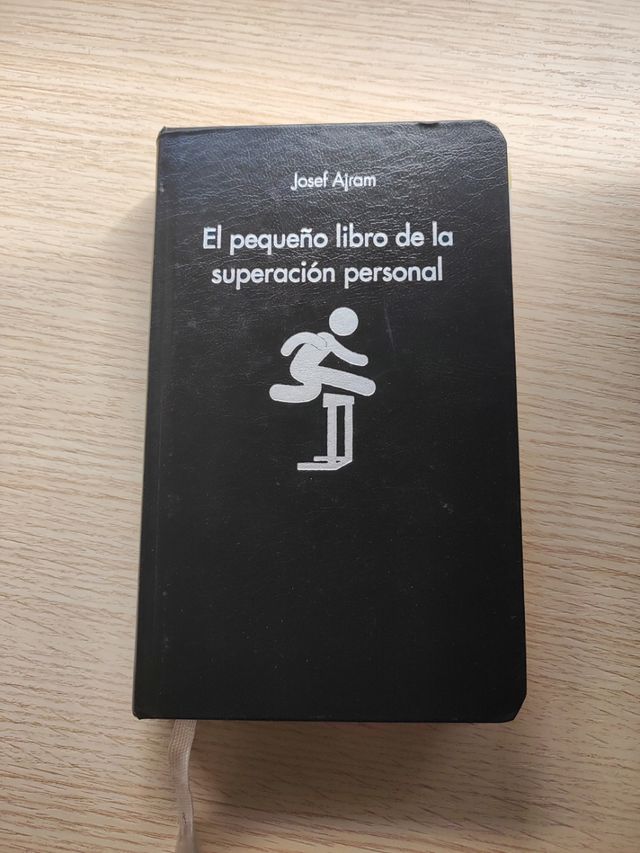 Josef Ajram
El pequeño libro de la
superación personal